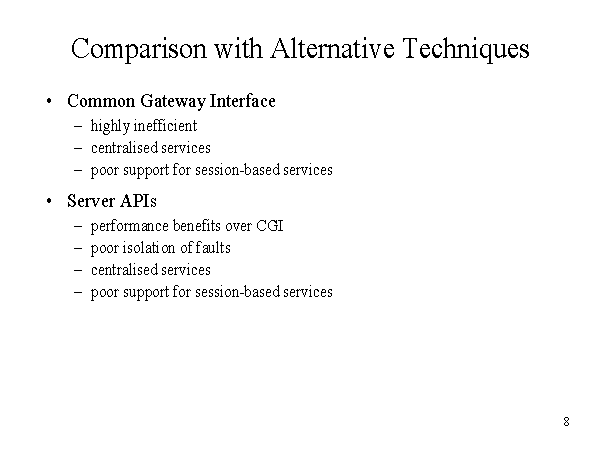 Comparison with Alternative Techniques
• Common Gateway Interface
– highly inefficient
– centralised services
– poor support for session-based services
• Server APIs
– performance benefits over CGI
– poor isolation of faults
– centralised services
– poor support for session-based services
8